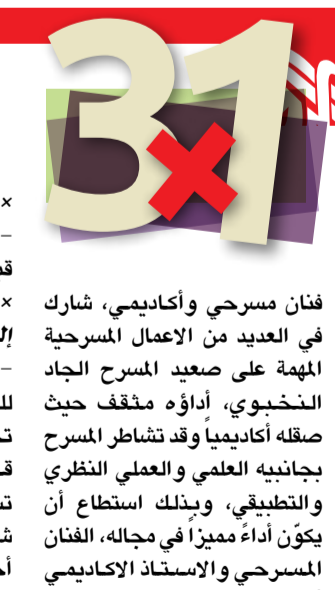 3×1
فنان مسرحي وأكاديمي، شارك
في العديد من الاعمال المسرحية
المهمة على صعيد المسرح الجاد
النخبوي، أداؤه مثقف حيث
صقله أكاديمياً وقد تشاطر المسرح
بجانبيه العلمي والعملي النظري
والتطبيقي، وبذلك استطاع أن
يكوّن أداءً مميزاً في مجاله، الفنان
المسرحي والاستاذ الاكاديمي